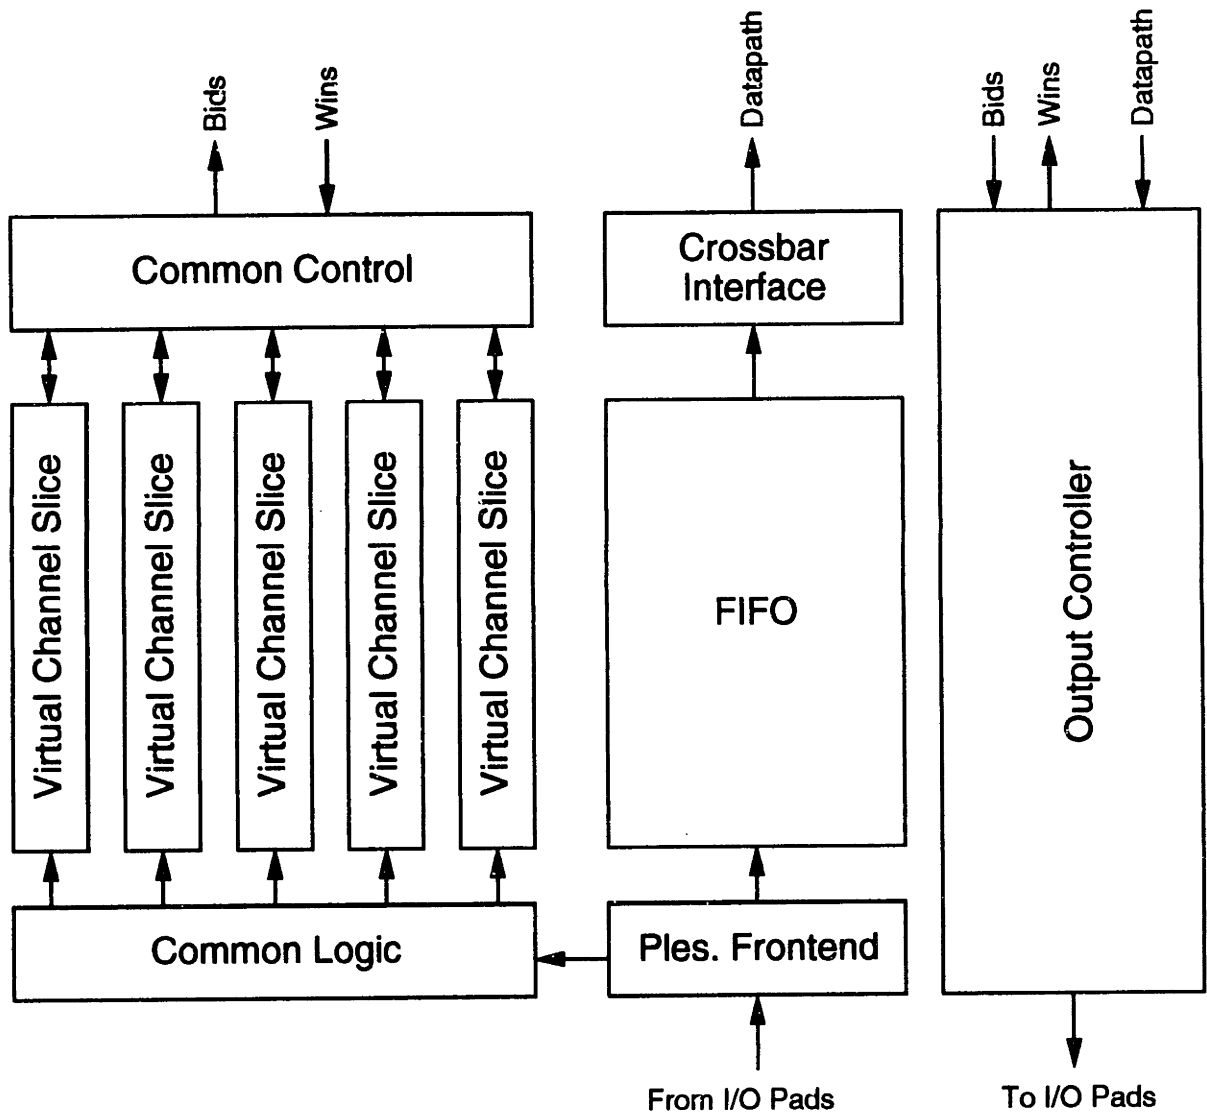 Bids
Wins
Datapath
Bids
Wins
Datapath
Common Control
Crossbar
Interface
Virtual Channel Slice
Virtual Channel Slice
Virtual Channel Slice
Virtual Channel Slice
Virtual Channel Slice
FIFO
Output Controller
Common Logic
Ples. Frontend
From I/O Pads
To I/O Pads